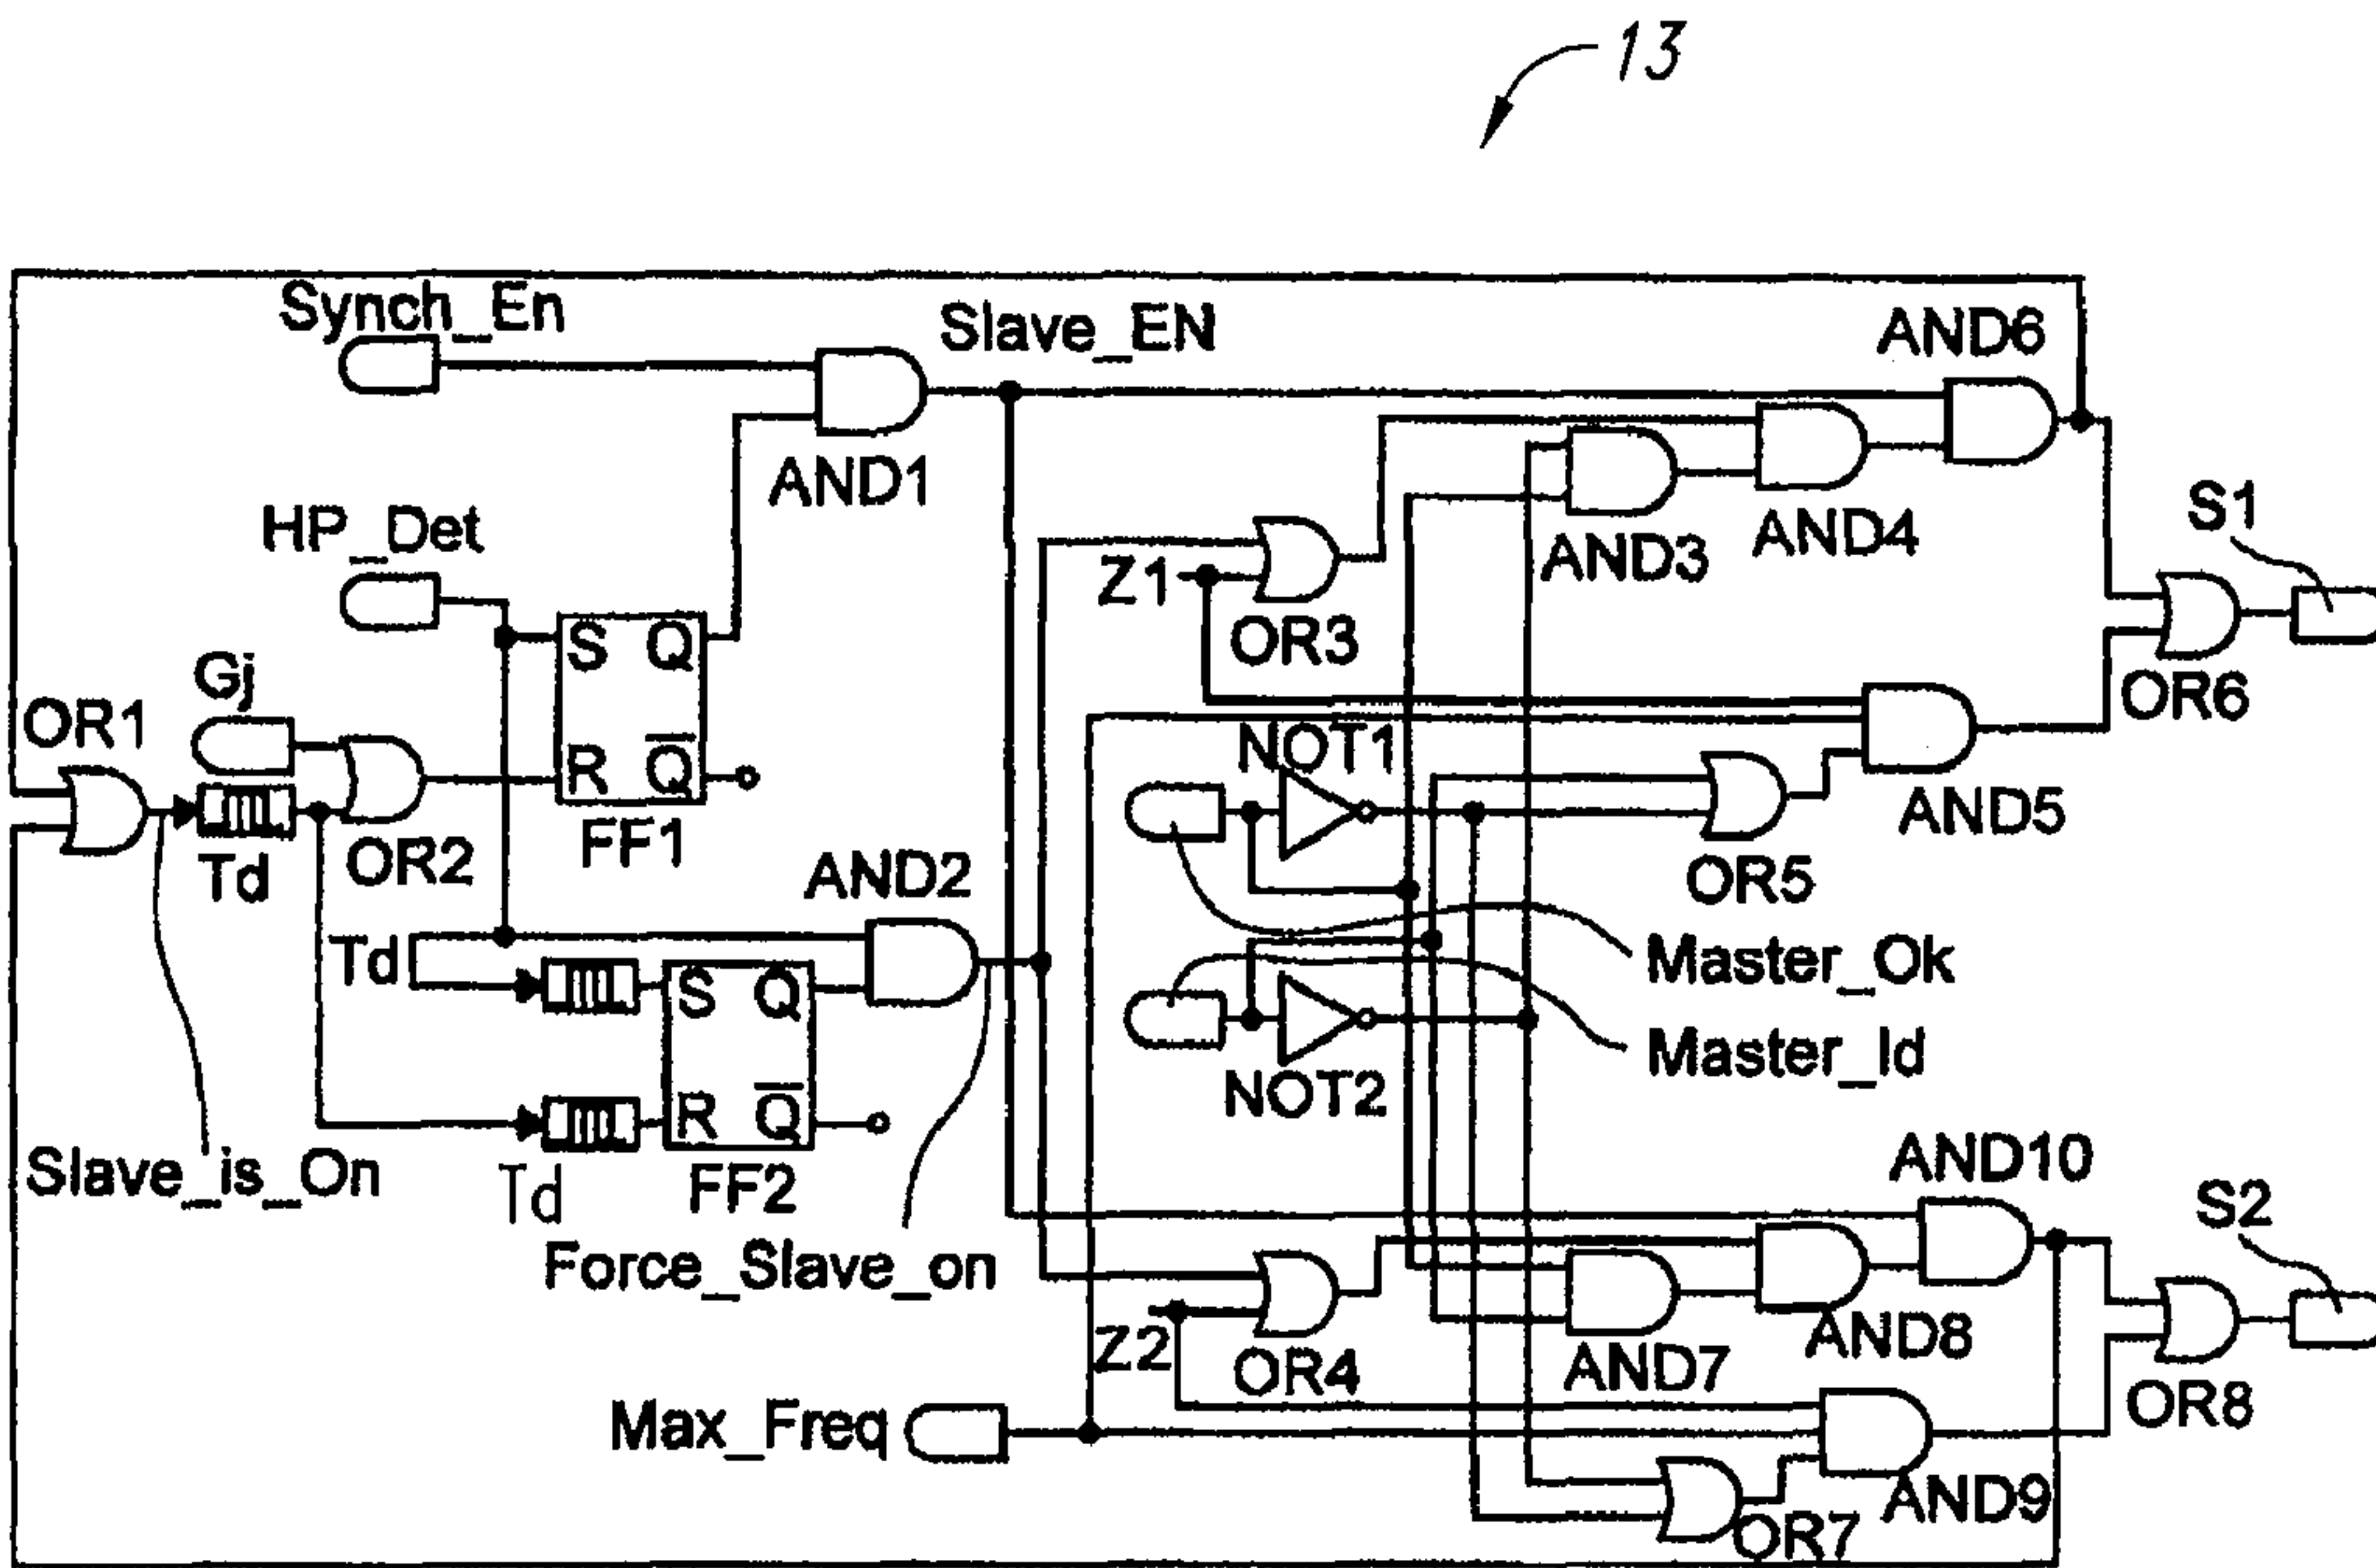 13
Synch_En
Slave_EN
AND6
AND1
HP_Det
S1
AND3
AND4
Z1
S Q
OR3
Gj
OR1
OR6
NOT1
R Q
AND5
FF1
OR2
Td
AND2
OR5
Td
Master_Ok
S Q
Master_Id
NOT2
R Q
Slave_is_On
Td
FF2
AND10
S2
Force_Slave_on
Z2
OR4
AND7
AND8
OR8
Max_Freq
AND9
OR7